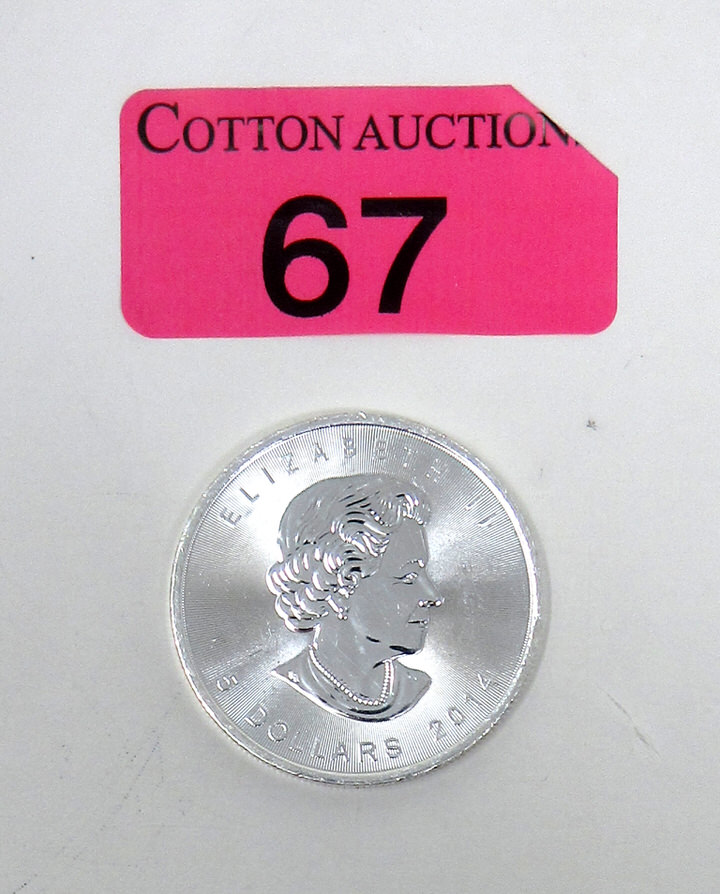 COTTON AUCTION
67
ELIZABETH II
5 DOLLARS 2014